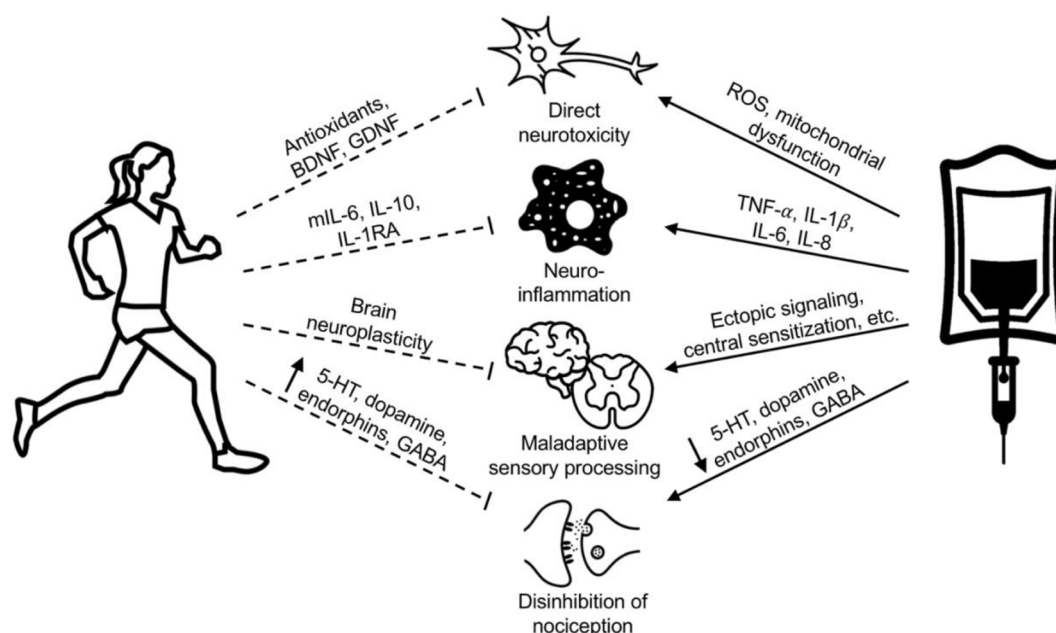 Antioxidants,
BDNF, GDNF
Direct
neurotoxicity
ROS, mitochondrial
dysfunction
mIL-6, IL-10,
IL-1RA
Neuro-
inflammation
TNF-α, IL-1β,
IL-6, IL-8
Brain
neuroplasticity
Maladaptive
sensory processing
Ectopic signaling,
central sensitization, etc.
5-HT, dopamine,
endorphins, GABA
Disinhibition of
nociception
5-HT, dopamine,
endorphins, GABA